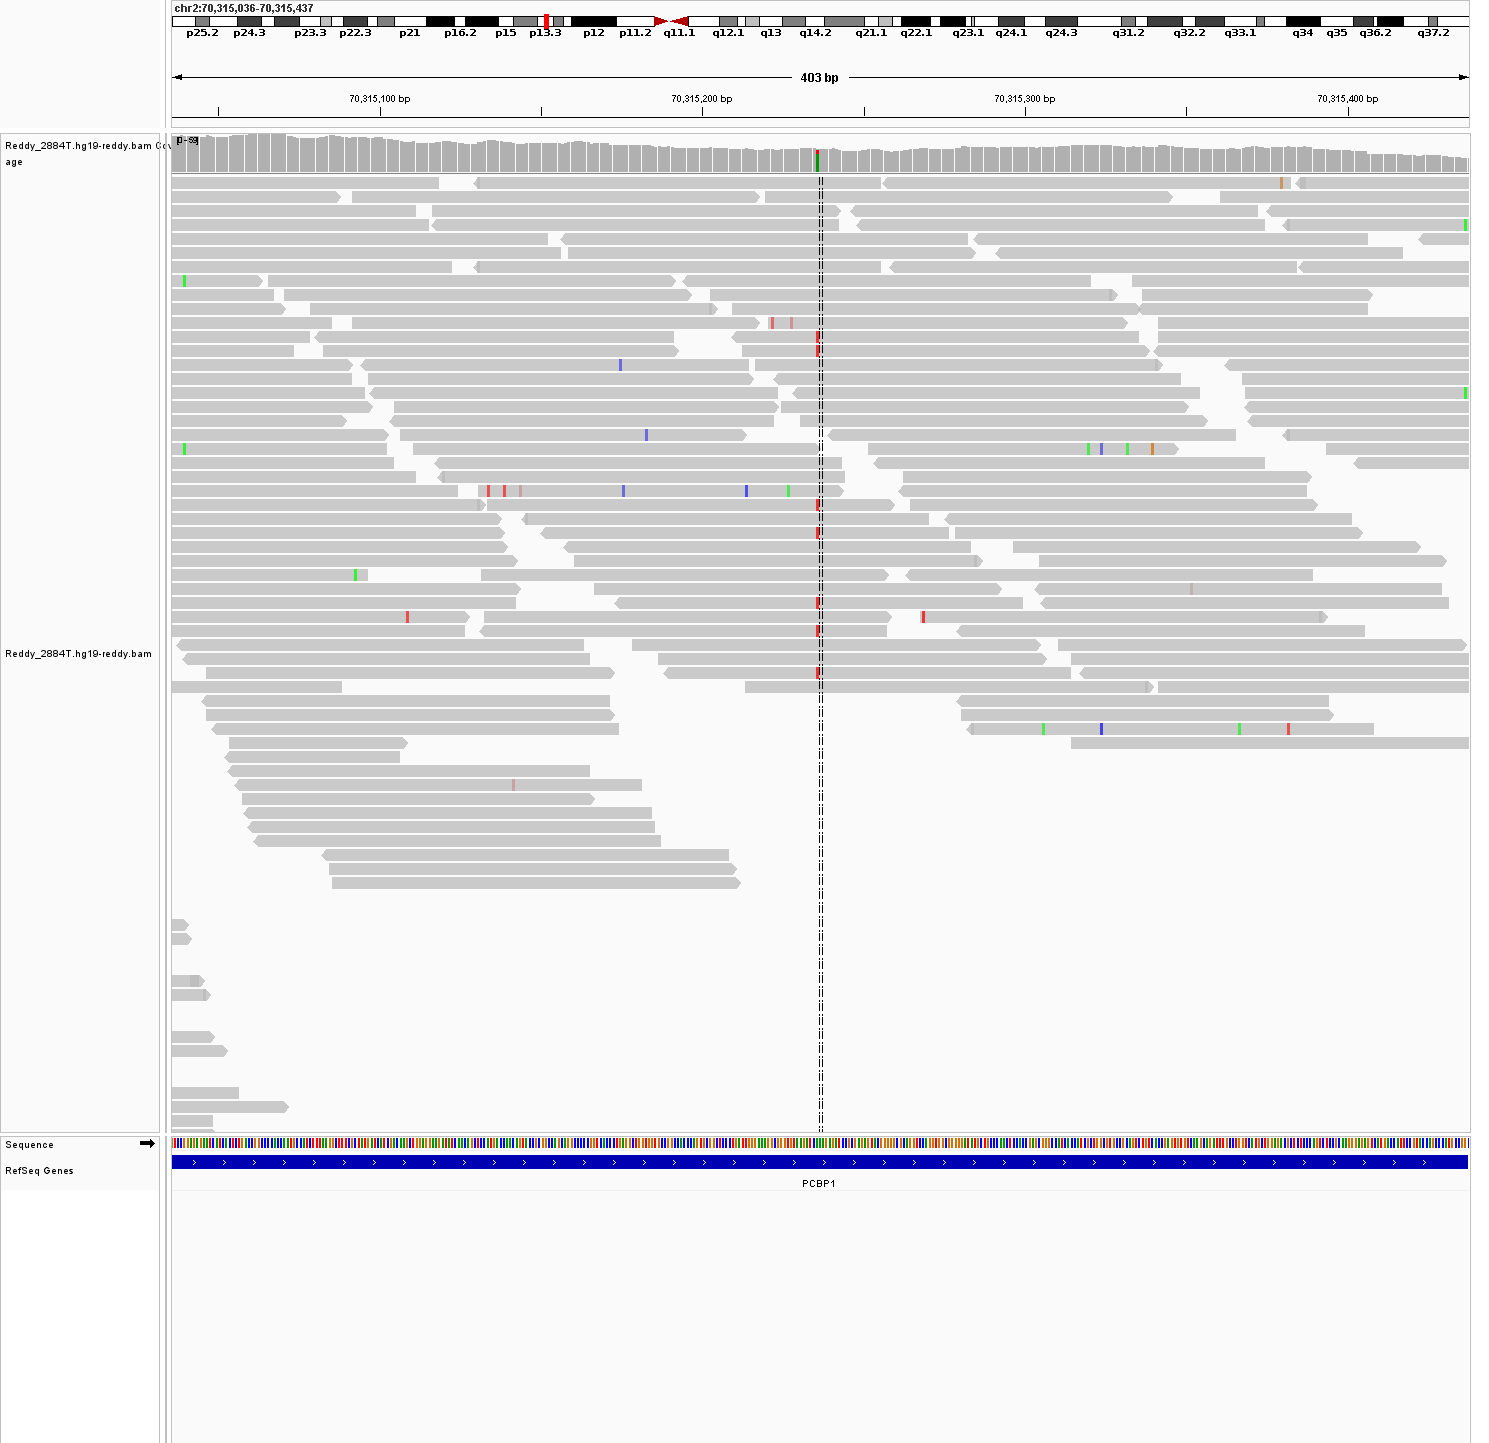 chr2:70,315,036-70,315,437
p25.2 p24.3 p23.3 p22.3 p21 p16.2 p15 p13.3 p12 p11.2 q11.1 q12.1 q13 q14.2 q21.1 q22.1 q23.1 q24.1 q24.3 q31.2 q32.2 q33.1 q34 q35 q36.2 q37.2
403 bp
70,315,100 bp 70,315,200 bp 70,315,300 bp 70,315,400 bp
Reddy_2884T.hg19-reddy.bam Cov
age
Reddy_2884T.hg19-reddy.bam
Sequence
RefSeq Genes
PCBP1